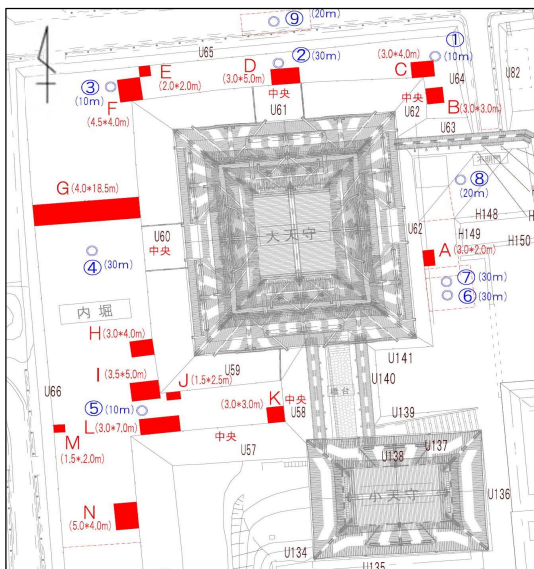 ⑨ (20m)
U65
② (30m)
①
(10m)
E
(2.0*2.0m)
D
(3.0*5.0m)
中央
U61
(3.0*4.0m)
C
U64
U82
③
(10m)
F
(4.5*4.0m)
中央
B
(3.0*3.0m)
U62
U63
不明門
⑧
(20m)
G (4.0*18.5m)
U60
中央
大天守
U62
H148
H149
H150
A
(3.0*2.0m)
④ (30m)
⑦ (30m)
⑥ (30m)
内堀
H
(3.0*4.0m)
U141
I
(3.5*5.0m)
J (1.5*2.5m)
U59
U140
橋台
U66
⑤ (10m)
(3.0*3.0m)
K
中央
U58
U139
L
(3.0*7.0m)
中央
U57
M
(1.5*.2.0m)
U138
U137
小天守
U136
N
(5.0*4.0m)
U134
U135